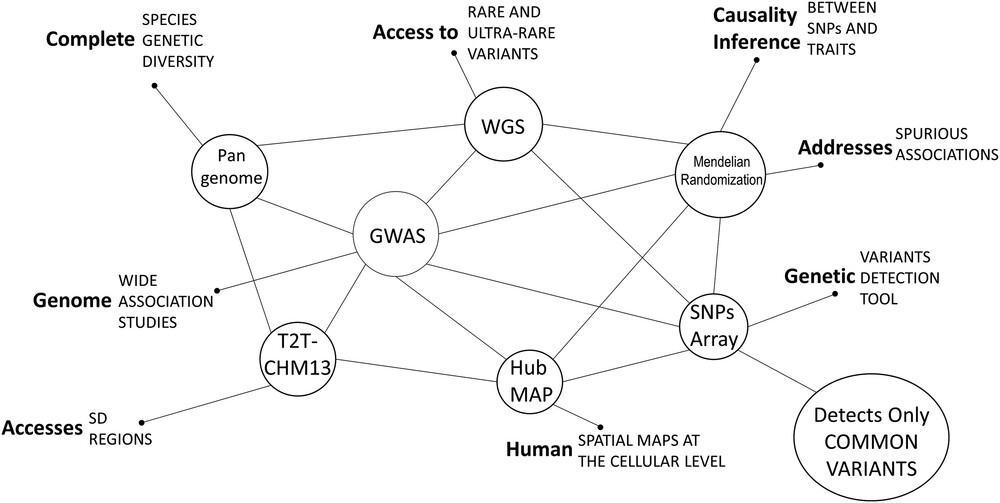 Complete
SPECIES
GENETIC
DIVERSITY
Access to
RARE AND
ULTRA-RARE
VARIANTS
Causality
Inference
BETWEEN
SNPs AND
TRAITS
WGS
Pan
genome
Mendelian
Randomization
Addresses
SPURIOUS
ASSOCIATIONS
GWAS
Genome
WIDE
ASSOCIATION
STUDIES
Genetic
VARIANTS
DETECTION
TOOL
SNPs
Array
T2T-
CHM13
Hub
MAP
Accesses
SD
REGIONS
Human
SPATIAL MAPS AT
THE CELLULAR LEVEL
Detects Only
COMMON
VARIANTS